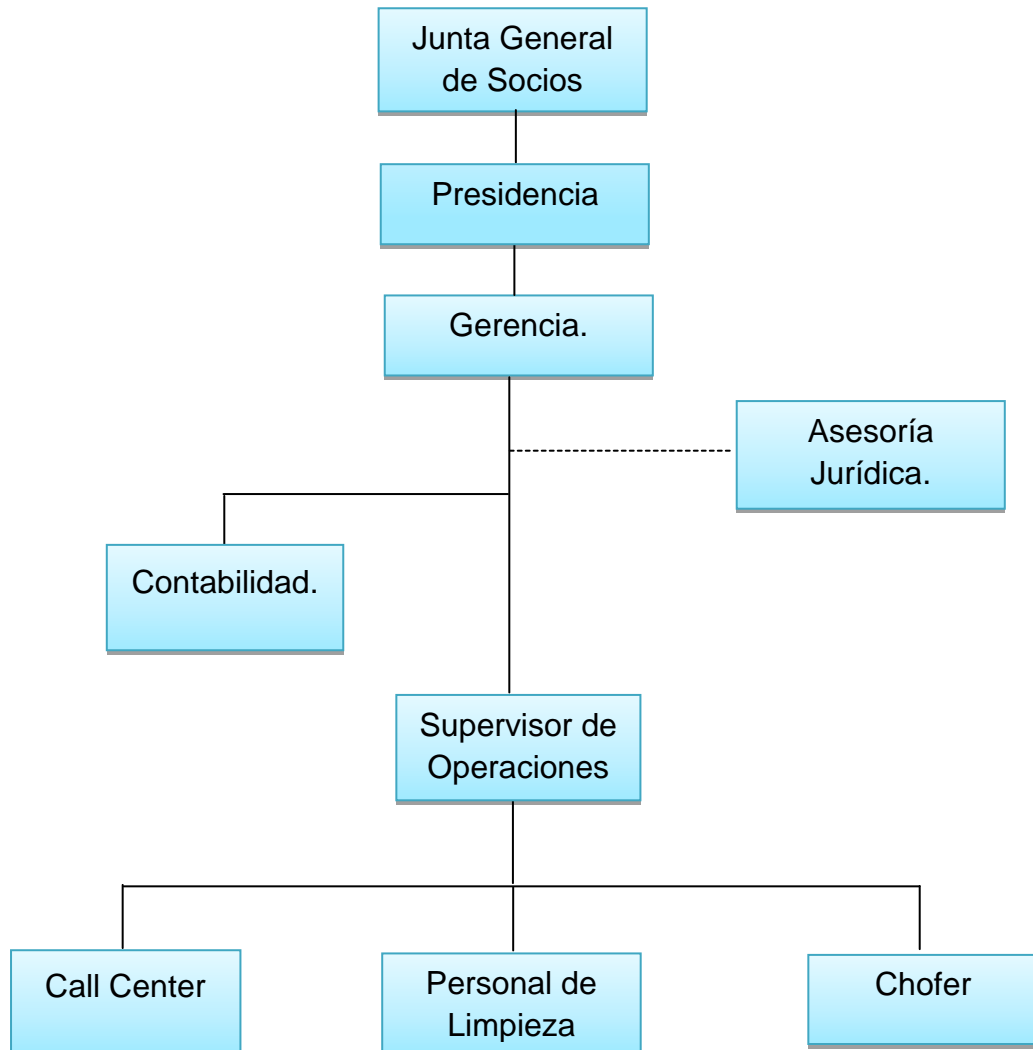 Junta General
de Socios
Presidencia
Gerencia.
Asesoría
Jurídica.
Contabilidad.
Supervisor de
Operaciones
Call Center
Personal de
Limpieza
Chofer